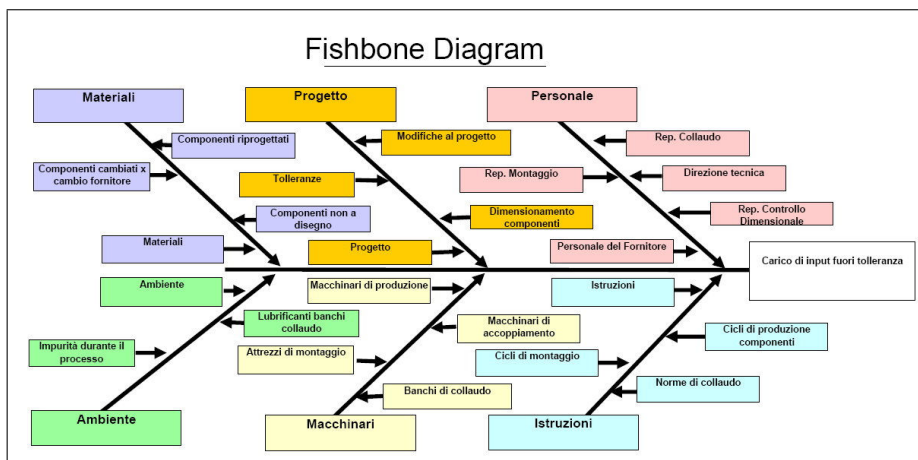 Fishbone Diagram
Materiali
Progetto
Personale
Componenti riprogettati
Modifiche al progetto
Rep. Collaudo
Componenti cambiati x
cambio fornitore
Tolleranze
Rep. Montaggio
Direzione tecnica
Componenti non a
disegno
Dimensionamento
componenti
Rep. Controllo
Dimensionale
Materiali
Progetto
Personale del Fornitore
Carico di input fuori tolleranza
Ambiente
Macchinari di produzione
Istruzioni
Lubrificanti banchi
collaudo
Macchinari di
accoppiamento
Cicli di produzione
componenti
Impurità durante il
processo
Attrezzi di montaggio
Cicli di montaggio
Banchi di collaudo
Norme di collaudo
Ambiente
Macchinari
Istruzioni